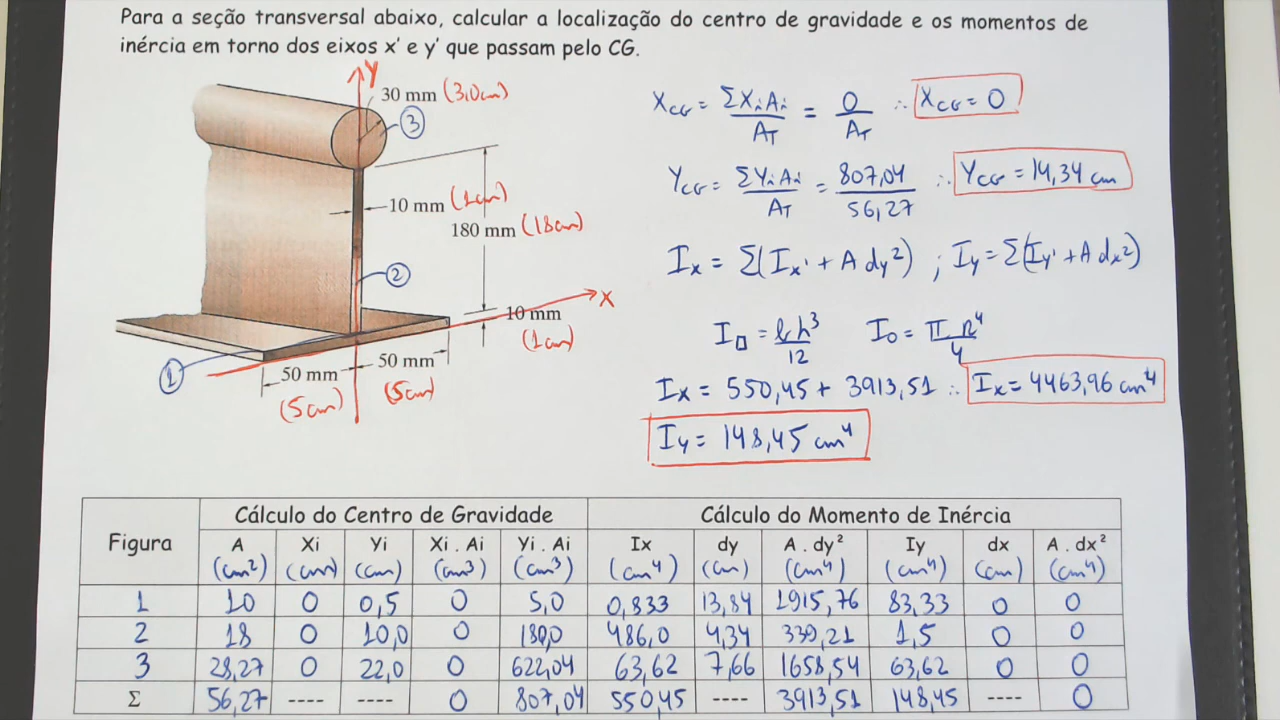 Para a seção transversal abaixo, calcular a localização do centro de gravidade e os momentos de
inércia em torno dos eixos x' e y' que passam pelo CG.
Y
30 mm (3,0cm)
3
10 mm (1cm)
180 mm (18cm)
2
X
10 mm
(1cm)
1
50 mm
50 mm
(5cm)
(5cm)
XCG = ΣXiAi / AT = 0 / AT ∴ XCG = 0
YCG = ΣYiAi / AT = 807,04 / 56,27 ∴ YCG = 14,34 cm
Ix = Σ(Ix' + A dy²) ; Iy = Σ(Iy' + A dx²)
I□ = bh³/12 I○ = π r⁴/4
Ix = 550,45 + 3913,51 ∴ Ix = 4463,96 cm⁴
Iy = 148,45 cm⁴
Figura Cálculo do Centro de Gravidade Cálculo do Momento de Inércia
A Xi Yi Xi . Ai Yi . Ai Ix dy A . dy² Iy dx A . dx²
(cm²) (cm) (cm) (cm³) (cm³) (cm⁴) (cm) (cm⁴) (cm⁴) (cm) (cm⁴)
1 10 0 0,5 0 5,0 0,833 13,84 1915,76 83,33 0 0
2 18 0 10,0 0 180,0 486,0 4,34 339,21 1,5 0 0
3 28,27 0 22,0 0 622,04 63,62 7,66 1658,54 63,62 0 0
Σ 56,27 ---- ---- 0 807,04 550,45 ---- 3913,51 148,45 ---- 0